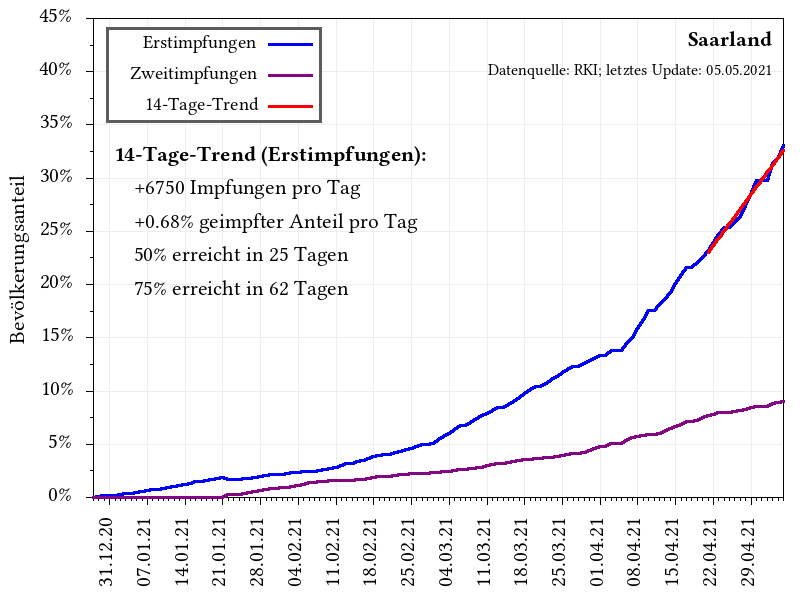 45%
40%
35%
30%
25%
20%
15%
10%
5%
0%
Bevölkerungsanteil
Erstimpfungen
Zweitimpfungen
14-Tage-Trend
Saarland
Datenquelle: RKI; letztes Update: 05.05.2021
14-Tage-Trend (Erstimpfungen):
+6750 Impfungen pro Tag
+0.68% geimpfter Anteil pro Tag
50% erreicht in 25 Tagen
75% erreicht in 62 Tagen
31.12.20
07.01.21
14.01.21
21.01.21
28.01.21
04.02.21
11.02.21
18.02.21
25.02.21
04.03.21
11.03.21
18.03.21
25.03.21
01.04.21
08.04.21
15.04.21
22.04.21
29.04.21